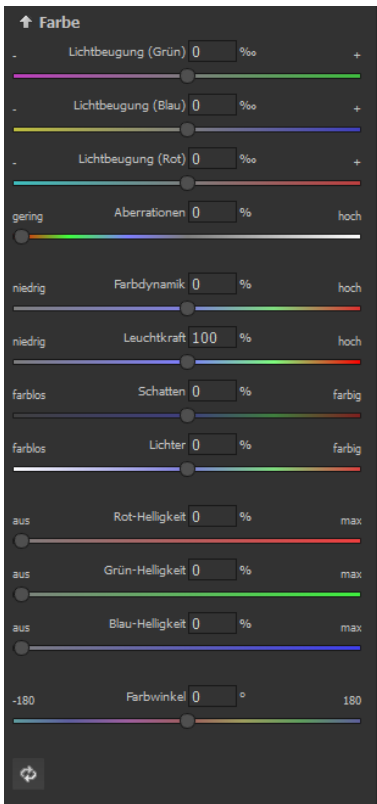 Farbe
- Lichtbeugung (Grün) 0 ‰ +
- Lichtbeugung (Blau) 0 ‰ +
- Lichtbeugung (Rot) 0 ‰ +
gering Aberrationen 0 % hoch
niedrig Farbdynamik 0 % hoch
niedrig Leuchtkraft 100 % hoch
farblos Schatten 0 % farbig
farblos Lichter 0 % farbig
aus Rot-Helligkeit 0 % max
aus Grün-Helligkeit 0 % max
aus Blau-Helligkeit 0 % max
-180 Farbwinkel 0 ° 180